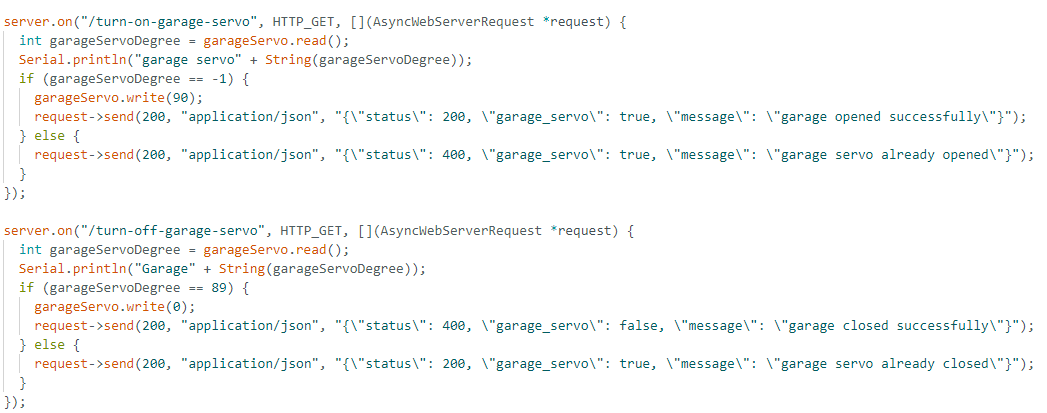 server.on("/turn-on-garage-servo", HTTP_GET, [](AsyncWebServerRequest *request) {
  int garageServoDegree = garageServo.read();
  Serial.println("garage servo" + String(garageServoDegree));
  if (garageServoDegree == -1) {
    garageServo.write(90);
    request->send(200, "application/json", "{\"status\": 200, \"garage_servo\": true, \"message\": \"garage opened successfully\"}");
  } else {
    request->send(200, "application/json", "{\"status\": 400, \"garage_servo\": true, \"message\": \"garage servo already opened\"}");
  }
});

server.on("/turn-off-garage-servo", HTTP_GET, [](AsyncWebServerRequest *request) {
  int garageServoDegree = garageServo.read();
  Serial.println("Garage" + String(garageServoDegree));
  if (garageServoDegree == 89) {
    garageServo.write(0);
    request->send(200, "application/json", "{\"status\": 400, \"garage_servo\": false, \"message\": \"garage closed successfully\"}");
  } else {
    request->send(200, "application/json", "{\"status\": 200, \"garage_servo\": true, \"message\": \"garage servo already closed\"}");
  }
});